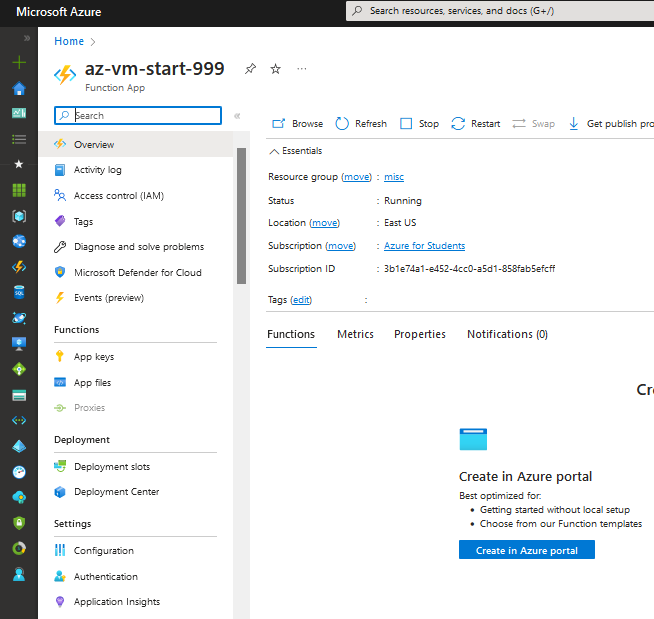 Microsoft Azure
Search resources, services, and docs (G+/)
Home
az-vm-start-999
Function App
Search
Overview
Activity log
Access control (IAM)
Tags
Diagnose and solve problems
Microsoft Defender for Cloud
Events (preview)
Functions
App keys
App files
Proxies
Deployment
Deployment slots
Deployment Center
Settings
Configuration
Authentication
Application Insights
Browse Refresh Stop Restart Swap Get publish pro
Essentials
Resource group (move) : misc
Status : Running
Location (move) : East US
Subscription (move) : Azure for Students
Subscription ID : 3b1e74a1-e452-4cc0-a5d1-858fab5efcff
Tags (edit) :
Functions Metrics Properties Notifications (0)
Cr
Create in Azure portal
Best optimized for:
• Getting started without local setup
• Choose from our Function templates
Create in Azure portal